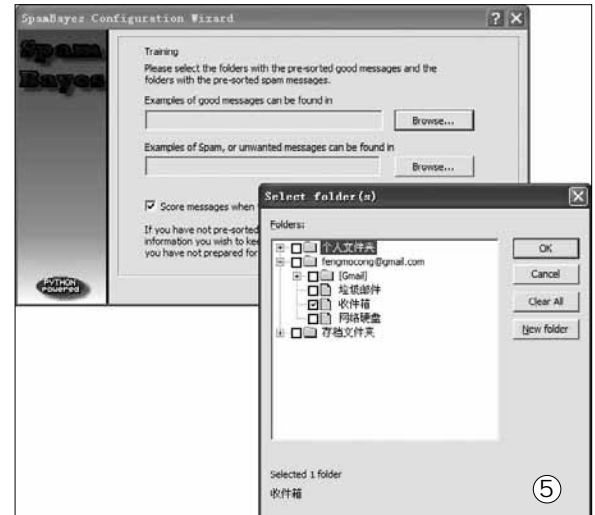 SpamBayes Configuration Wizard
Spam
Bayes
Training
Please select the folders with the pre-sorted good messages and the
folders with the pre-sorted spam messages.
Examples of good messages can be found in
Browse...
Examples of Spam, or unwanted messages can be found in
Browse...
Score messages when
If you have not pre-sorted
information you wish to kee
you have not prepared for
PYTHON
POWERED
Select folder(s)
Folders:
个人文件夹
fengmocong@gmail.com
[Gmail]
垃圾邮件
收件箱
网络硬盘
存档文件夹
OK
Cancel
Clear All
New folder
Selected 1 folder
收件箱
⑤